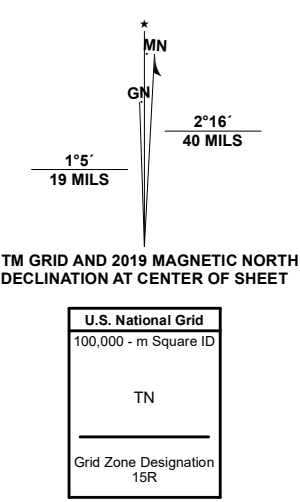 ★
MN
GN
2°16´
40 MILS
1°5´
19 MILS
TM GRID AND 2019 MAGNETIC NORTH
DECLINATION AT CENTER OF SHEET
U.S. National Grid
100,000 - m Square ID
TN
Grid Zone Designation
15R